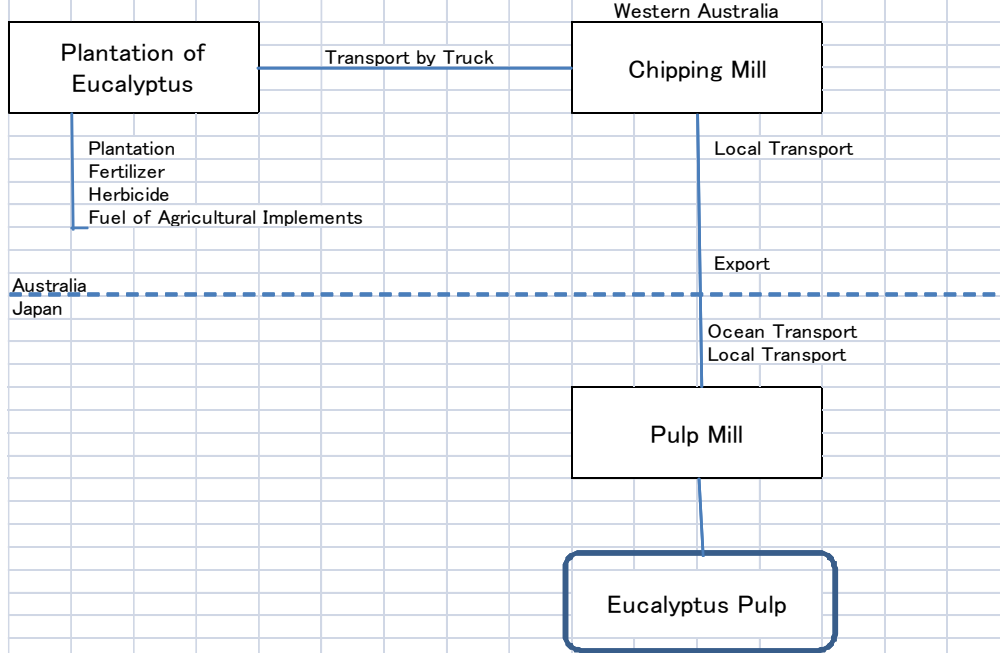 Western Australia
Plantation of
Eucalyptus
Transport by Truck
Chipping Mill
Plantation
Fertilizer
Herbicide
Fuel of Agricultural Implements
Local Transport
Export
Australia
Japan
Ocean Transport
Local Transport
Pulp Mill
Eucalyptus Pulp